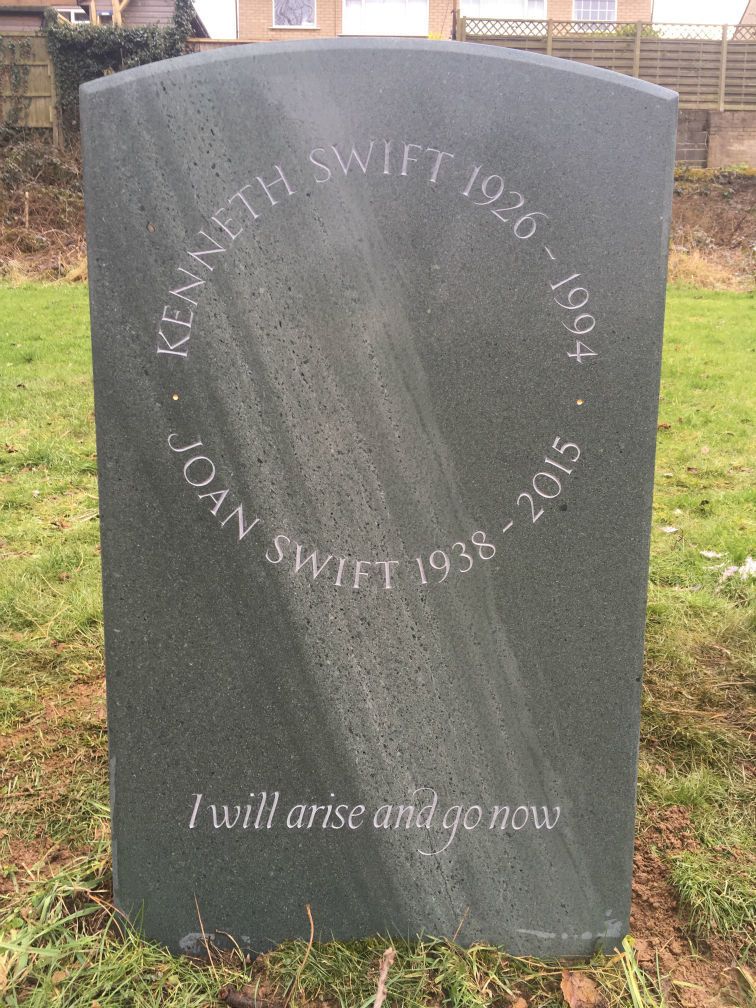 KENNETH SWIFT 1926 – 1994
JOAN SWIFT 1938 – 2015
I will arise and go now